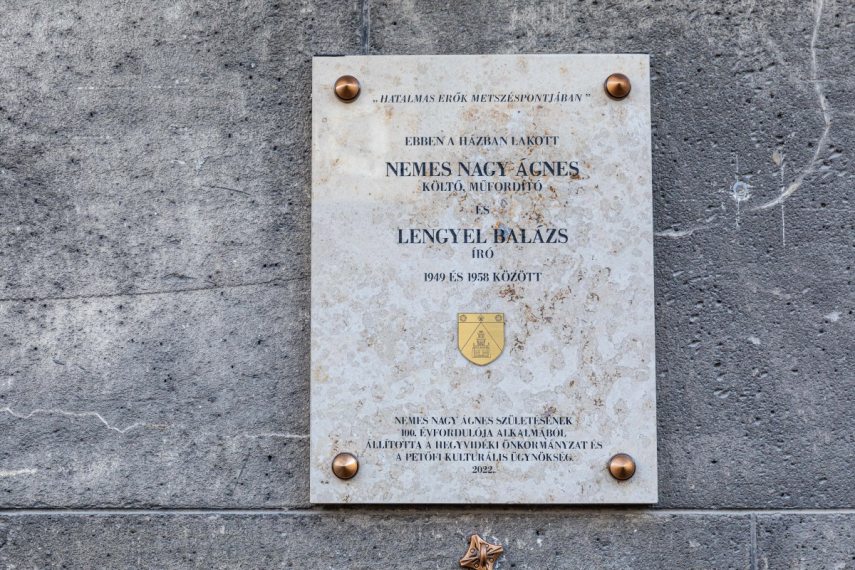 „HATALMAS ERŐK METSZÉSPONTJÁBAN”
EBBEN A HÁZBAN LAKOTT
NEMES NAGY ÁGNES
KÖLTŐ, MŰFORDÍTÓ
ÉS
LENGYEL BALÁZS
ÍRÓ
1949 ÉS 1958 KÖZÖTT
NEMES NAGY ÁGNES SZÜLETÉSÉNEK
100. ÉVFORDULÓJA ALKALMÁBÓL
ÁLLÍTOTTA A HEGYVIDÉKI ÖNKORMÁNYZAT ÉS
A PETŐFI KULTURÁLIS ÜGYNÖKSÉG.
2022.